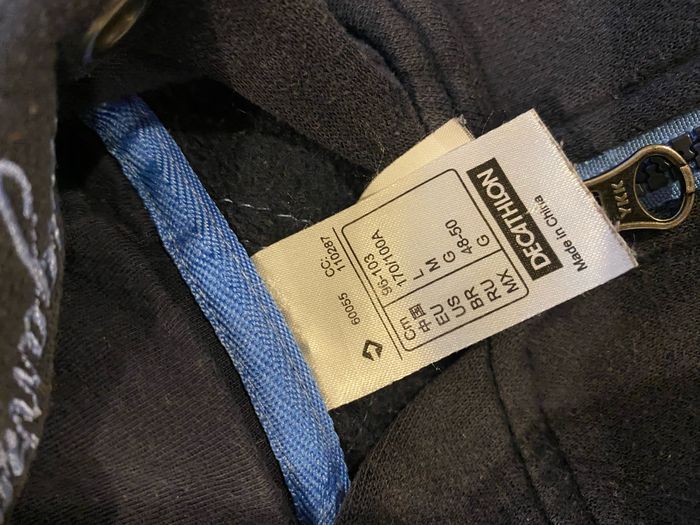 60055 CC: 110287
Cm 96-103
中国 170/100A
EU L
US M
BR G
RU 48-50
MX G
DECATHLON
Made in China
YKK